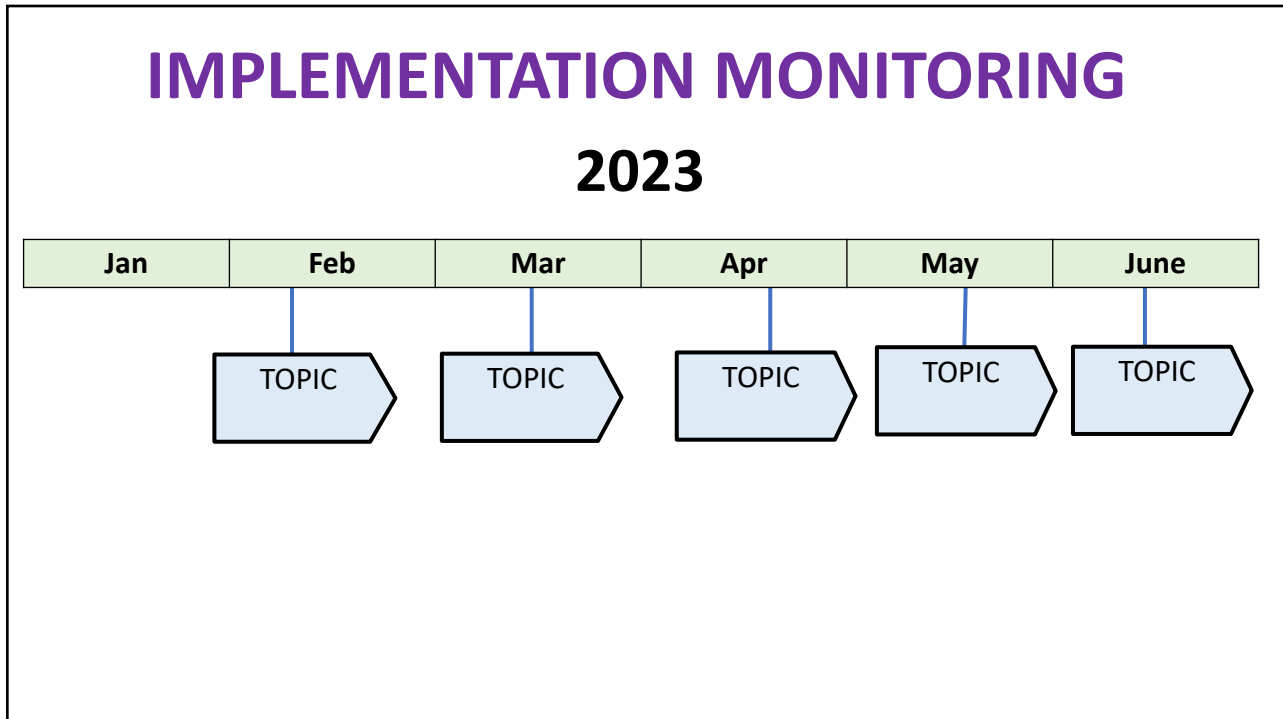 IMPLEMENTATION MONITORING
2023
Jan Feb Mar Apr May June
TOPIC TOPIC TOPIC TOPIC TOPIC